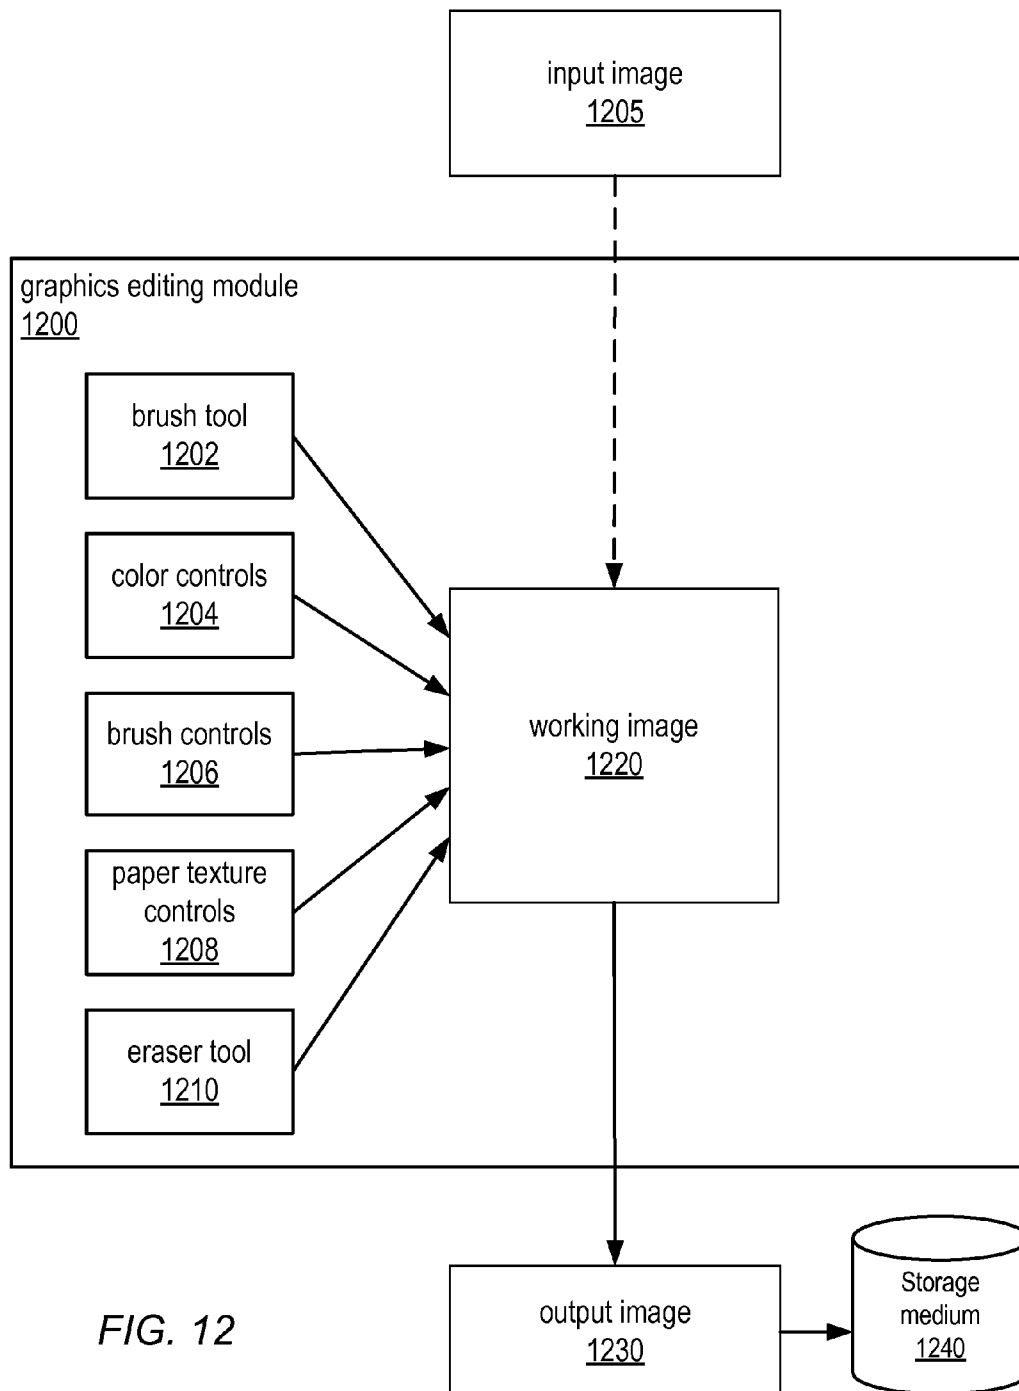 input image
1205
graphics editing module
1200
brush tool
1202
color controls
1204
brush controls
1206
paper texture
controls
1208
eraser tool
1210
working image
1220
output image
1230
Storage
medium
1240
FIG. 12